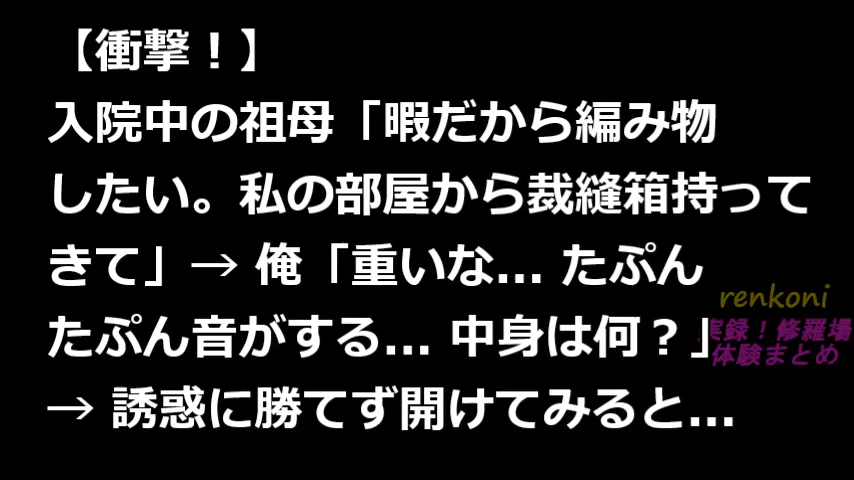 【衝撃！】
入院中の祖母「暇だから編み物
したい。私の部屋から裁縫箱持って
きて」→ 俺「重いな... たぷん
たぷん音がする... 中身は何？」
→ 誘惑に勝てず開けてみると...
renkoni
実録！修羅場
体験まとめ